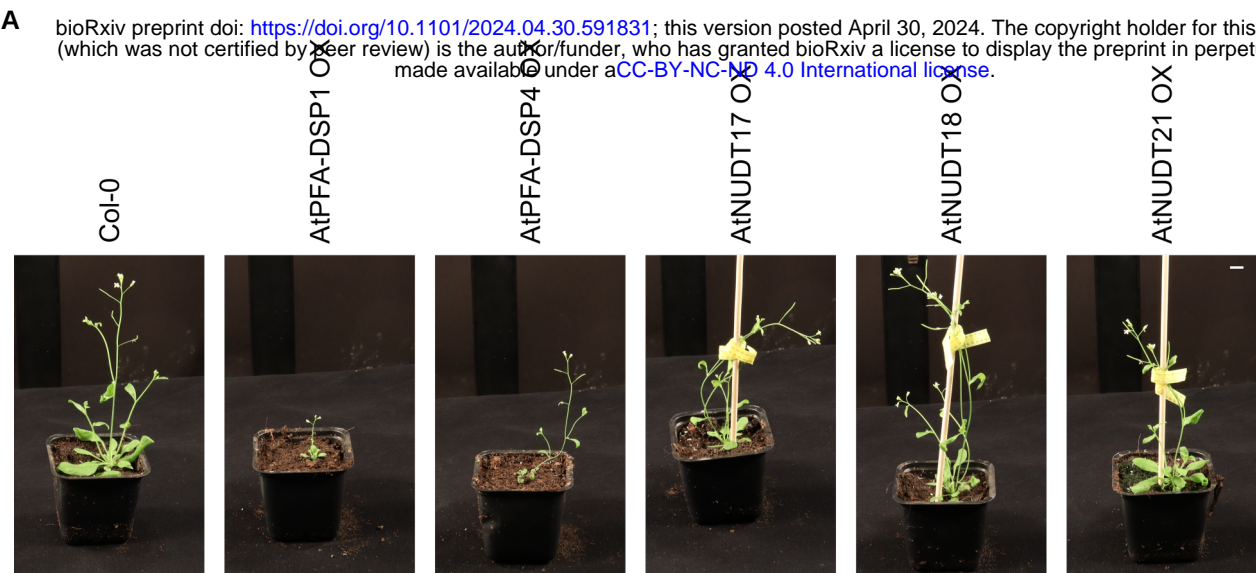 A
bioRxiv preprint doi: https://doi.org/10.1101/2024.04.30.591831; this version posted April 30, 2024. The copyright holder for this
(which was not certified by peer review) is the author/funder, who has granted bioRxiv a license to display the preprint in perpetu
made available under aCC-BY-NC-ND 4.0 International license.
Col-0
AtPFA-DSP1 OX
AtPFA-DSP4 OX
AtNUDT17 OX
AtNUDT18 OX
AtNUDT21 OX